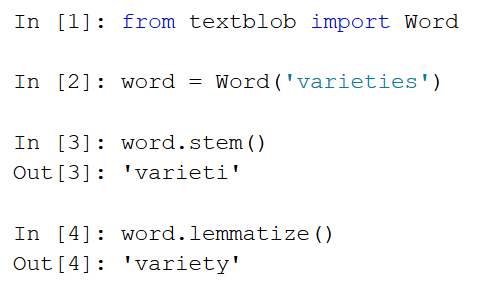 In [1]: from textblob import Word
In [2]: word = Word('varieties')
In [3]: word.stem()
Out[3]: 'varieti'
In [4]: word.lemmatize()
Out[4]: 'variety'